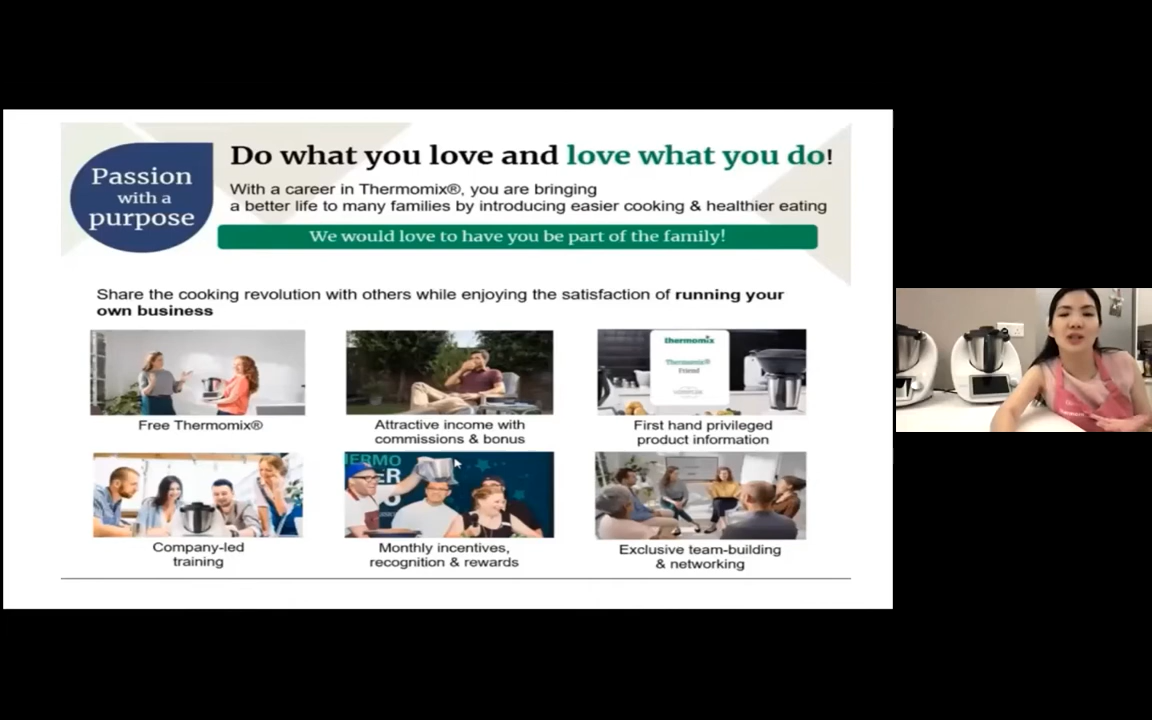 Passion
with a
purpose
Do what you love and love what you do!
With a career in Thermomix®, you are bringing
a better life to many families by introducing easier cooking & healthier eating
We would love to have you be part of the family!
Share the cooking revolution with others while enjoying the satisfaction of running your
own business
Free Thermomix®
Attractive income with
commissions & bonus
thermomix
Thermomix®
Friend
First hand privileged
product information
Company-led
training
THERMO
Monthly incentives,
recognition & rewards
Exclusive team-building
& networking